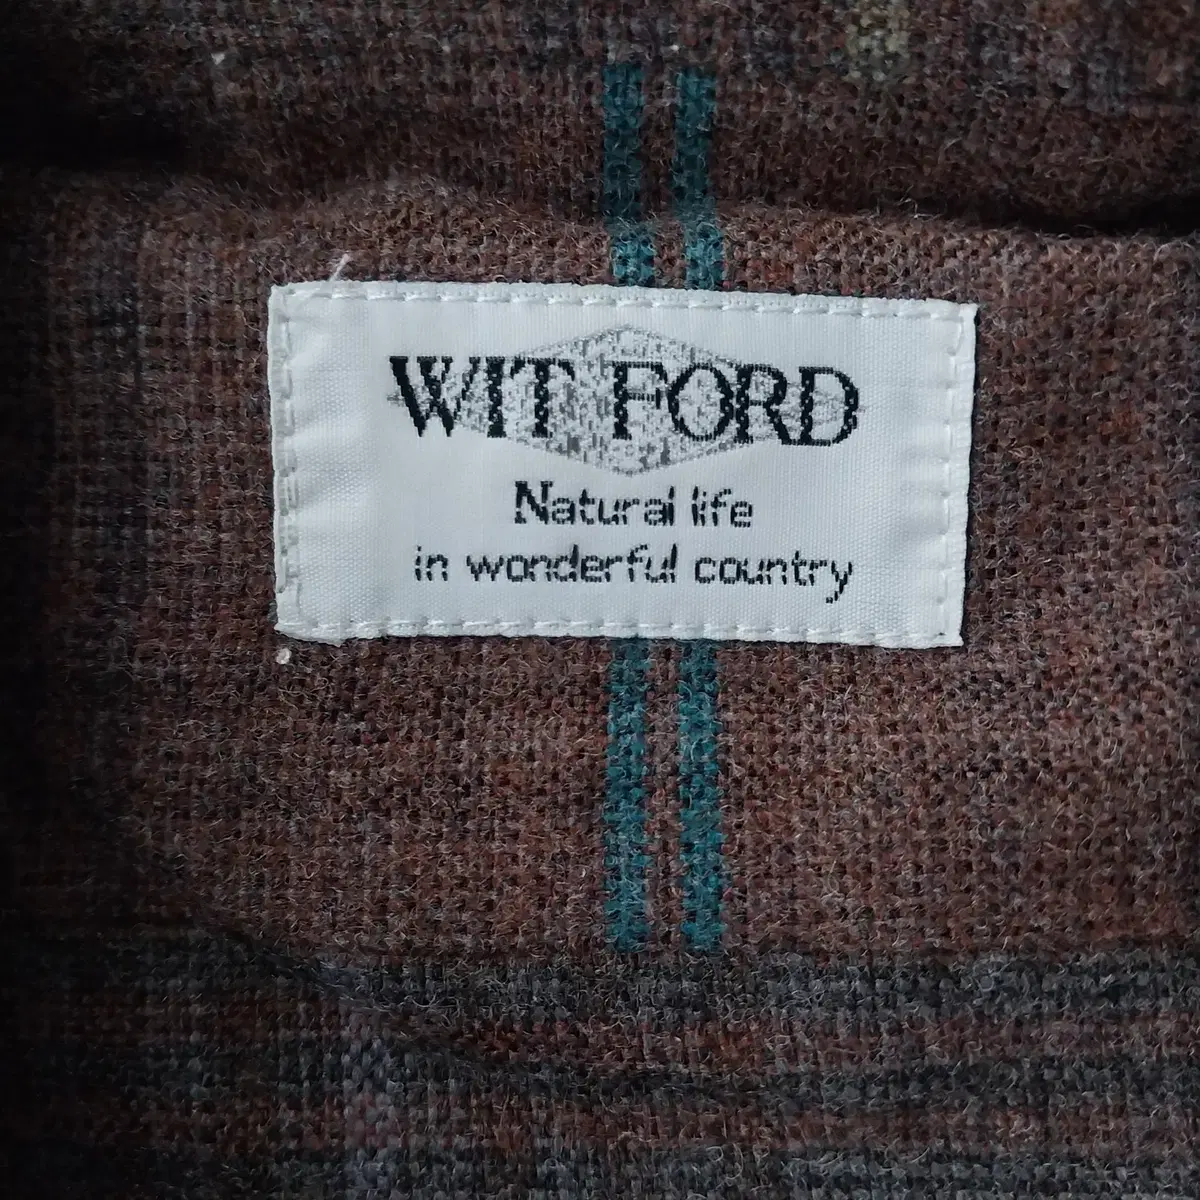 WIT FORD
Natural life
in wonderful country